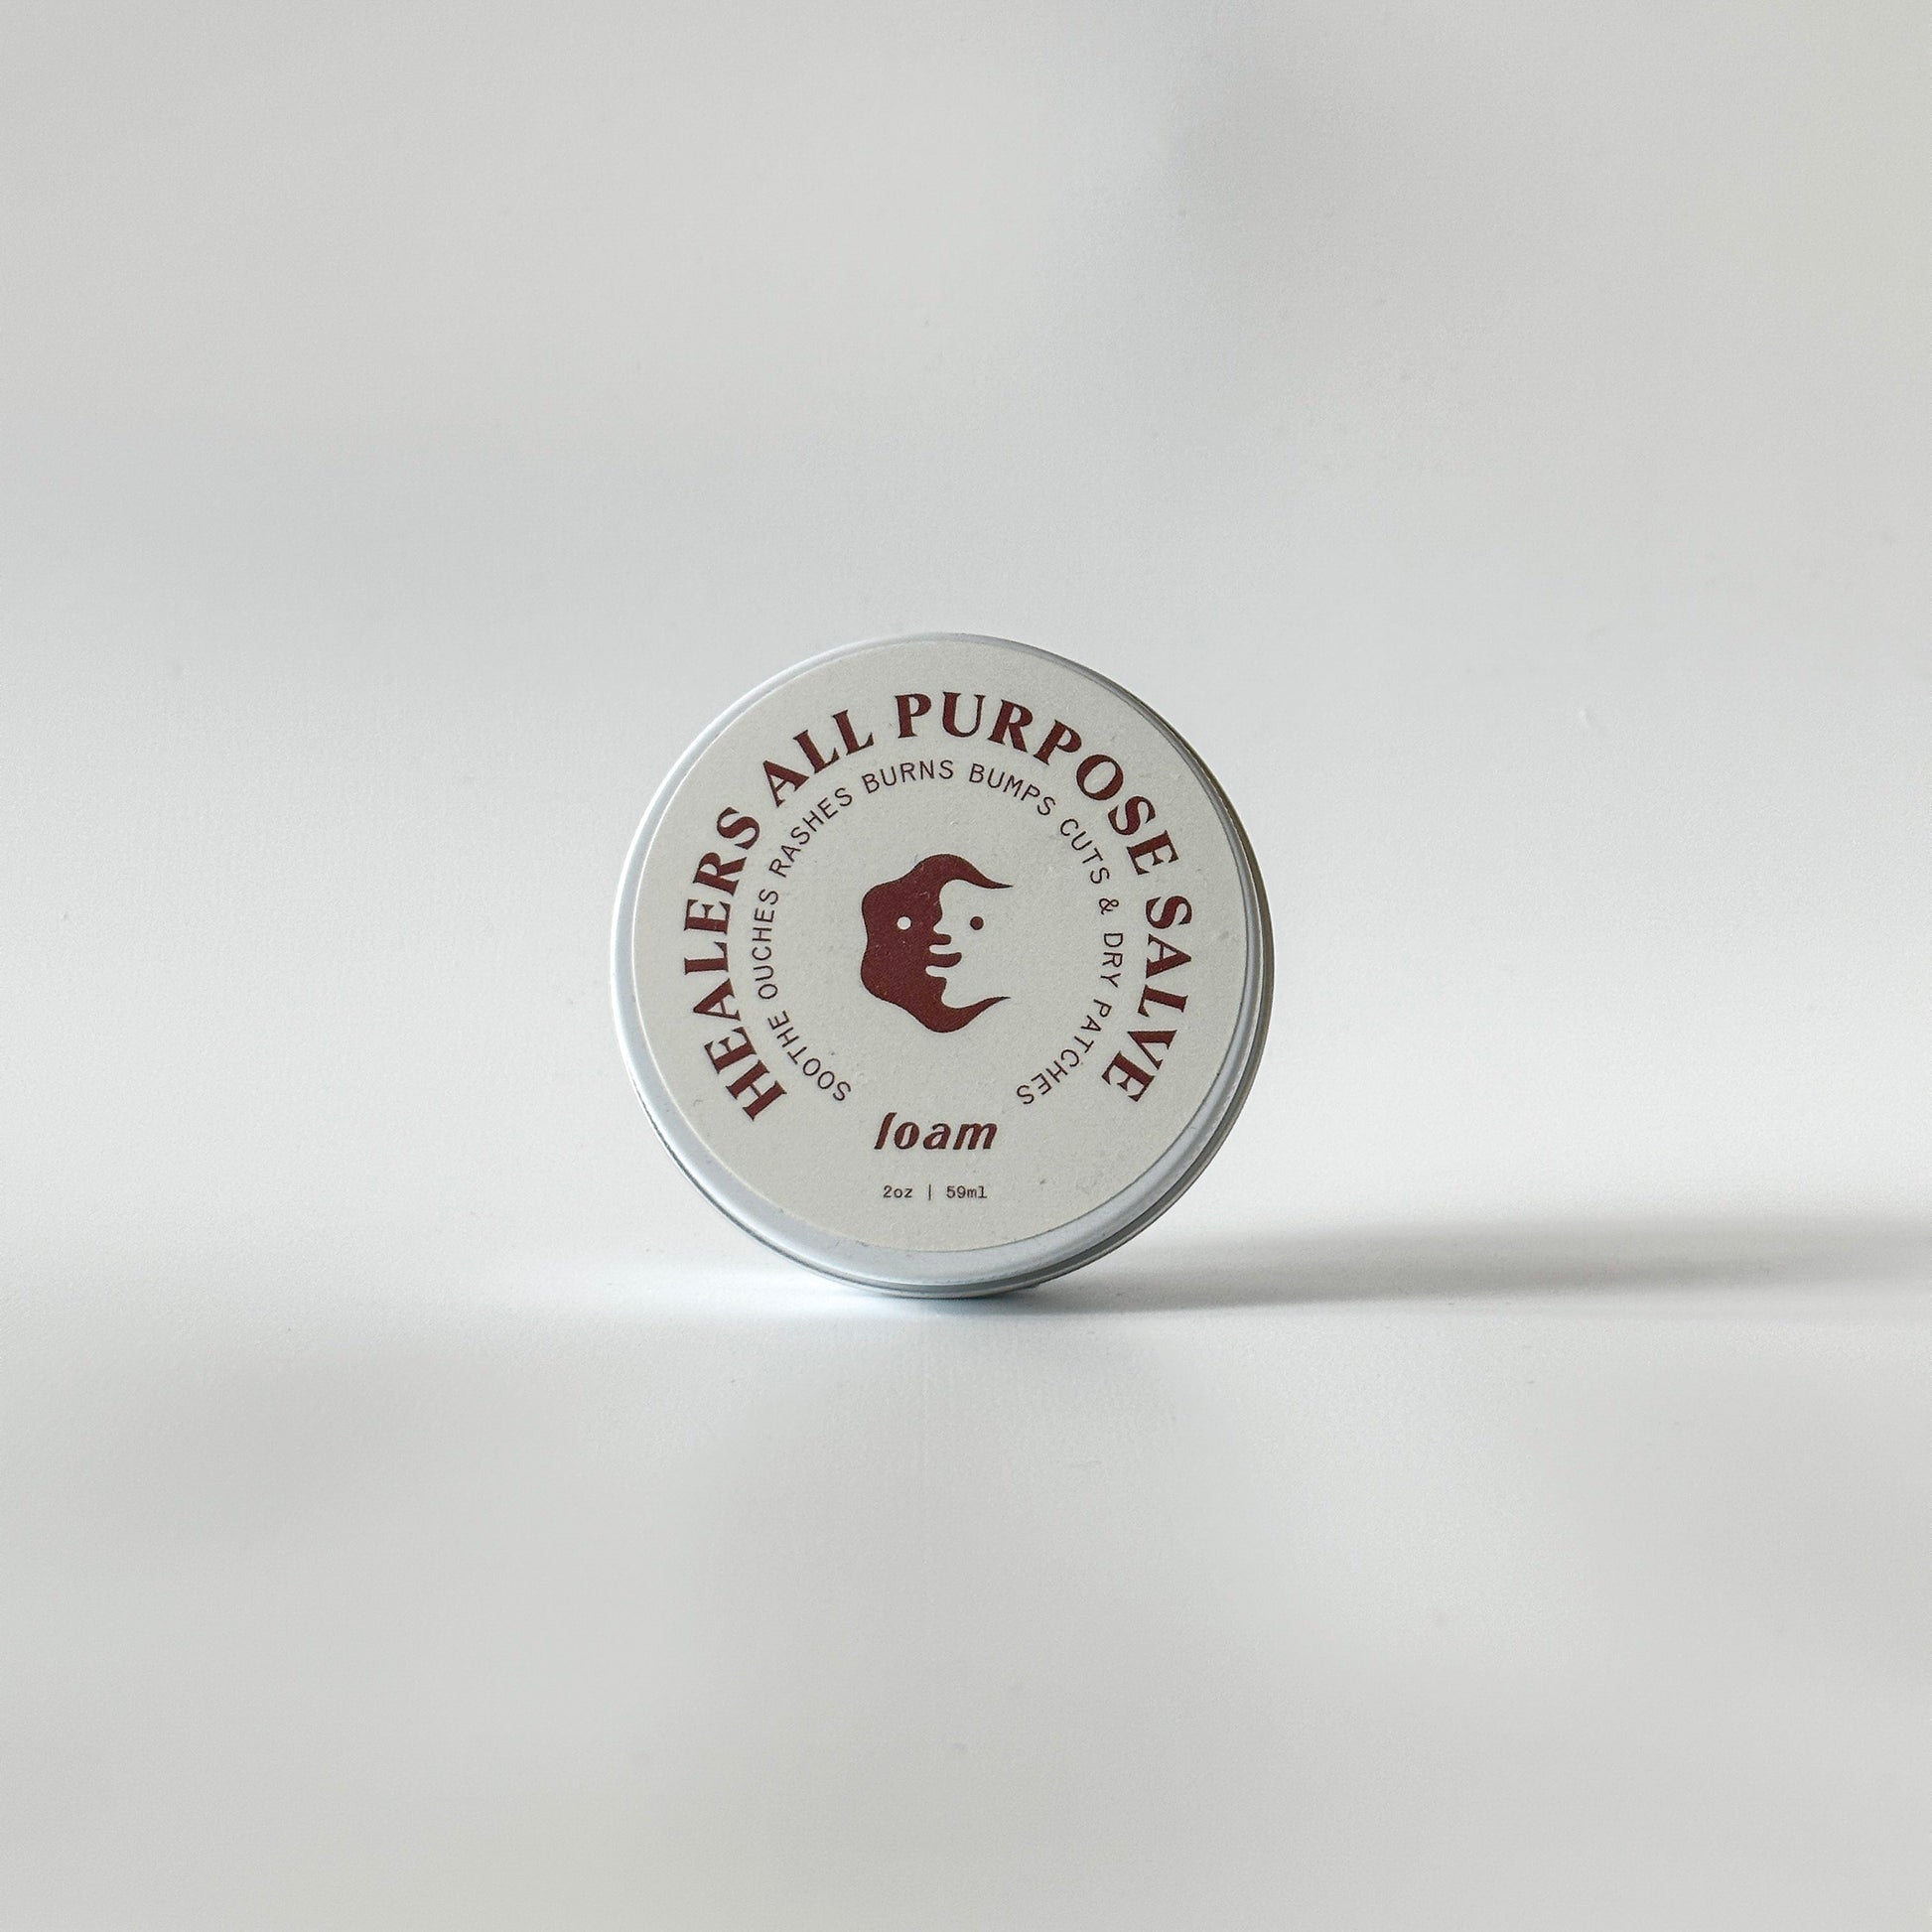 HEALERS ALL PURPOSE SALVE
SOOTHE OUCHES RASHES BURNS BUMPS CUTS & DRY PATCHES
loam
2oz | 59ml